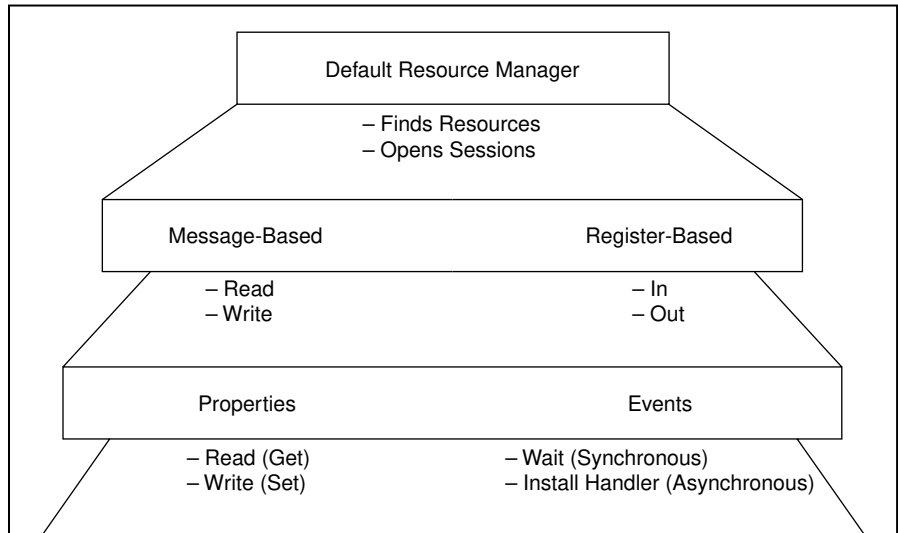 Default Resource Manager
– Finds Resources
– Opens Sessions
Message-Based
Register-Based
– Read
– Write
– In
– Out
Properties
Events
– Read (Get)
– Write (Set)
– Wait (Synchronous)
– Install Handler (Asynchronous)